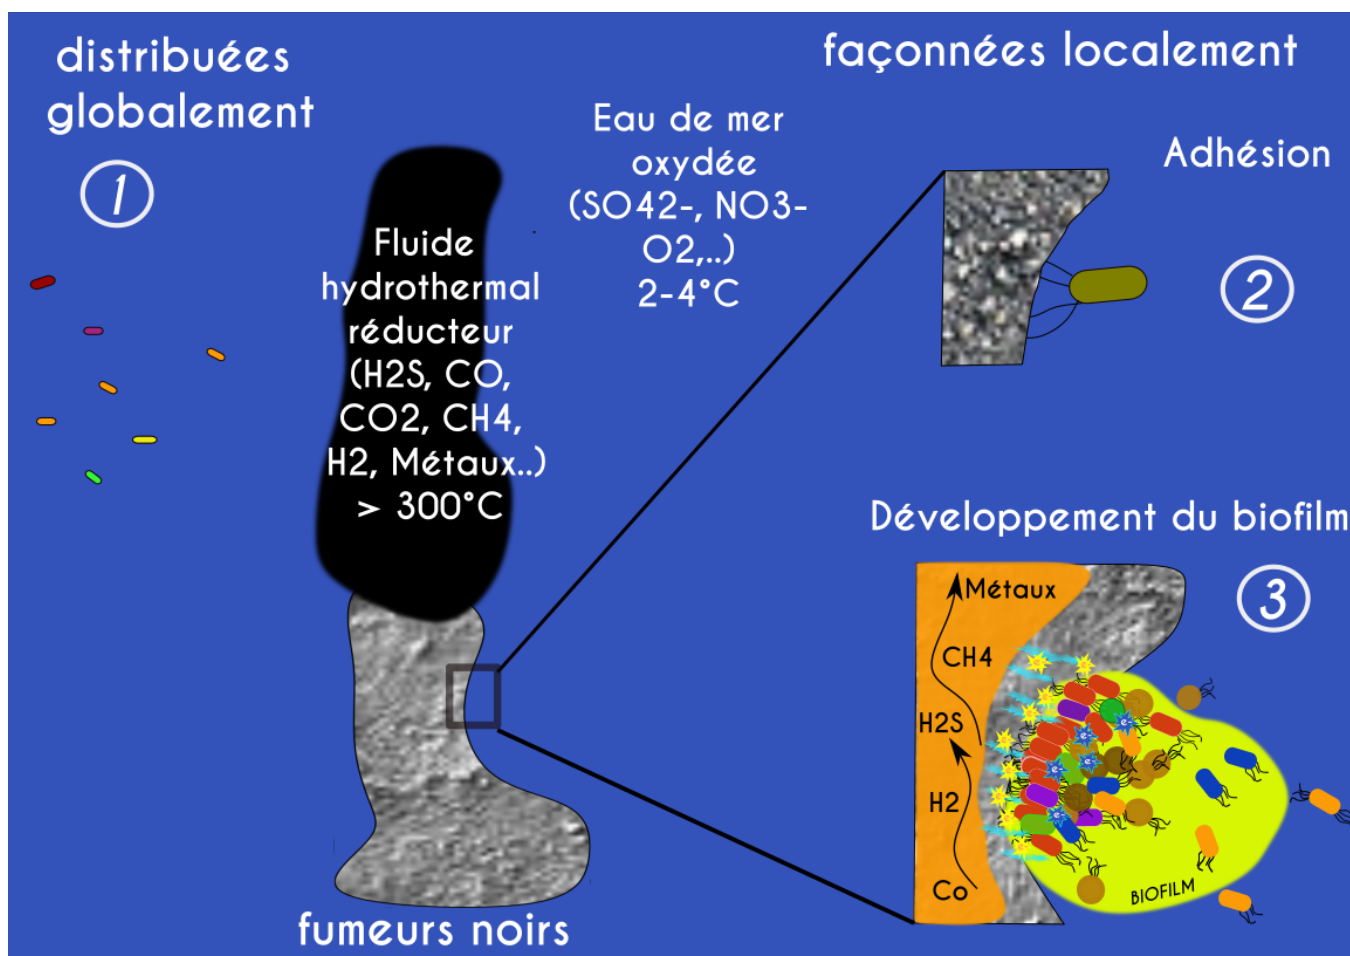 distribuées
globalement
1
Fluide
hydrothermal
réducteur
(H2S, CO,
CO2, CH4,
H2, Métaux..)
> 300°C
fumeurs noirs
Eau de mer
oxydée
(SO42-, NO3-
O2,..)
2-4°C
façonnées localement
Adhésion
2
Développement du biofilm
3
Métaux
CH4
H2S
H2
Co
e-
e-
e-
e-
BIOFILM